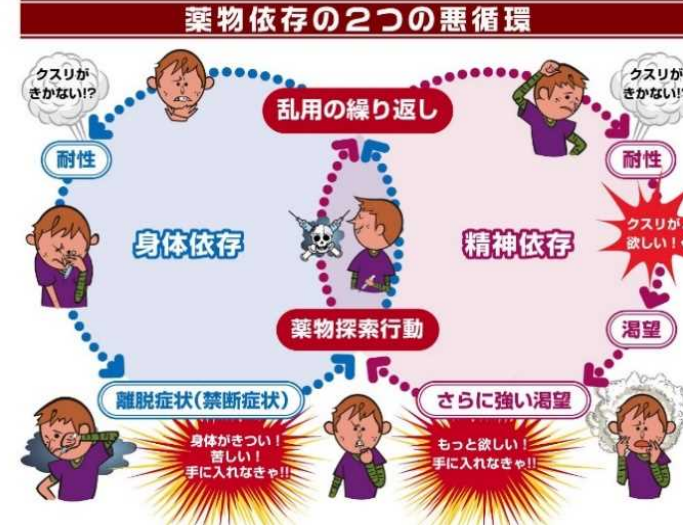 薬物依存の2つの悪循環
クスリが
きかない!?
クスリが
きかない!?
乱用の繰り返し
耐性
耐性
身体依存
精神依存
クスリが
欲しい!
薬物探索行動
渇望
離脱症状(禁断症状)
さらに強い渇望
身体がきつい!
苦しい!
手に入れなきゃ!!
もっと欲しい!
手に入れなきゃ!!